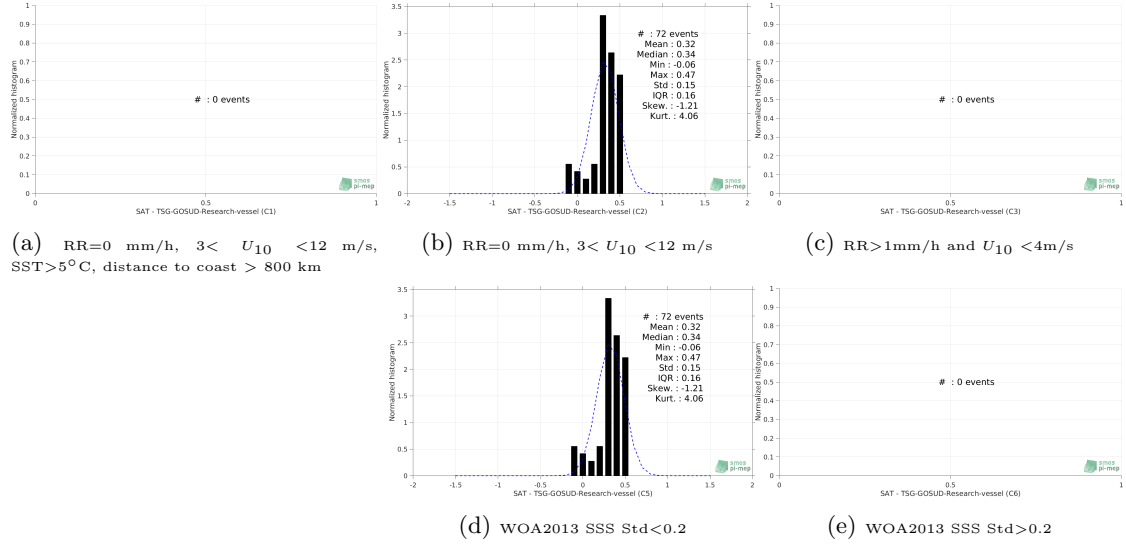 1
0.9
0.8
0.7
0.6
0.5
0.4
0.3
0.2
0.1
0
Normalized histogram
# : 0 events
0 0.5 1
SAT - TSG-GOSUD-Research-vessel (C1)
smos
pi-mep
(a) RR=0 mm/h, 3< U10 <12 m/s,
SST>5°C, distance to coast > 800 km
3.5
3
2.5
2
1.5
1
0.5
0
Normalized histogram
# : 72 events
Mean : 0.32
Median : 0.34
Min : -0.06
Max : 0.47
Std : 0.15
IQR : 0.16
Skew. : -1.21
Kurt. : 4.06
-2 -1.5 -1 -0.5 0 0.5 1 1.5 2
SAT - TSG-GOSUD-Research-vessel (C2)
smos
pi-mep
(b) RR=0 mm/h, 3< U10 <12 m/s
1
0.9
0.8
0.7
0.6
0.5
0.4
0.3
0.2
0.1
0
Normalized histogram
# : 0 events
0 0.5 1
SAT - TSG-GOSUD-Research-vessel (C3)
smos
pi-mep
(c) RR>1mm/h and U10 <4m/s
3.5
3
2.5
2
1.5
1
0.5
0
Normalized histogram
# : 72 events
Mean : 0.32
Median : 0.34
Min : -0.06
Max : 0.47
Std : 0.15
IQR : 0.16
Skew. : -1.21
Kurt. : 4.06
-2 -1.5 -1 -0.5 0 0.5 1 1.5 2
SAT - TSG-GOSUD-Research-vessel (C5)
smos
pi-mep
(d) WOA2013 SSS Std<0.2
1
0.9
0.8
0.7
0.6
0.5
0.4
0.3
0.2
0.1
0
Normalized histogram
# : 0 events
0 0.5 1
SAT - TSG-GOSUD-Research-vessel (C6)
smos
pi-mep
(e) WOA2013 SSS Std>0.2